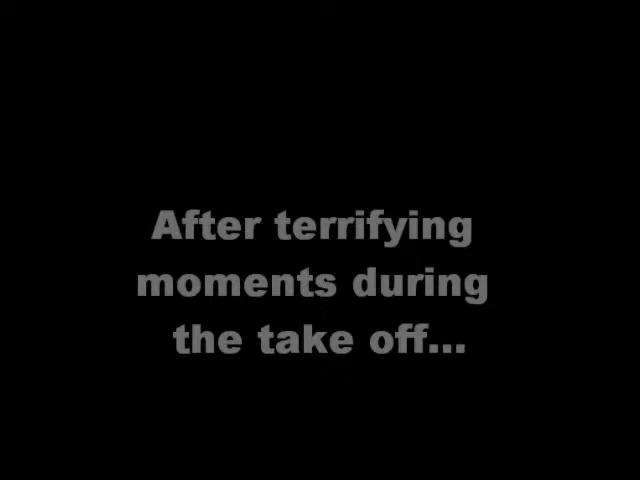 After terrifying
moments during
the take off...